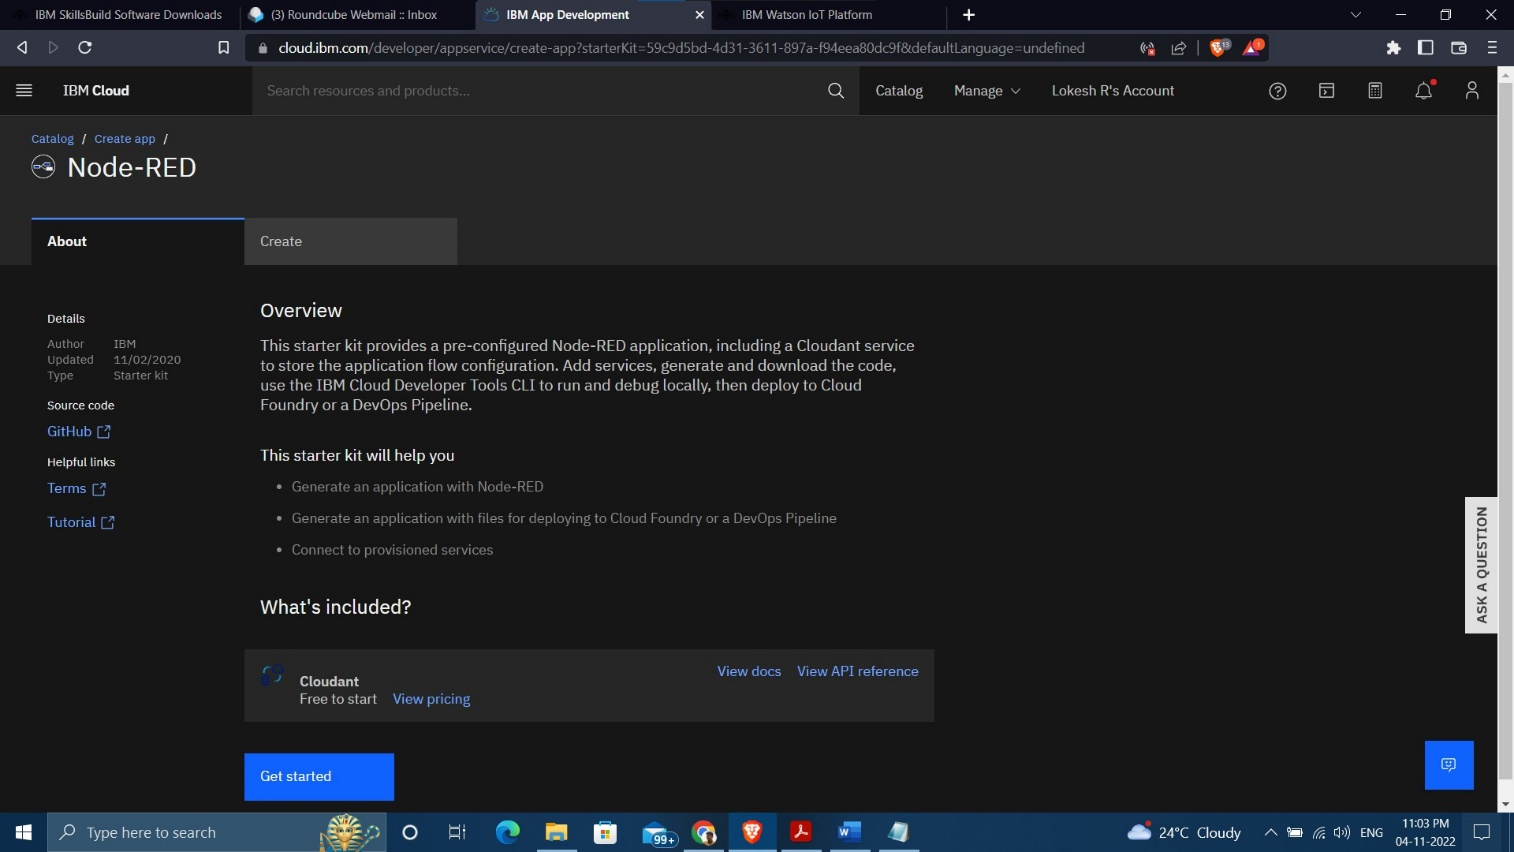 IBM SkillsBuild Software Downloads
(3) Roundcube Webmail :: Inbox
IBM App Development
IBM Watson IoT Platform
cloud.ibm.com/developer/appservice/create-app?starterKit=59c9d5bd-4d31-3611-897a-f94eea80dc9f&defaultLanguage=undefined
13
1
IBM Cloud
Search resources and products...
Catalog
Manage
Lokesh R's Account
Catalog / Create app /
Node-RED
About
Create
Details
Author IBM
Updated 11/02/2020
Type Starter kit
Source code
GitHub
Helpful links
Terms
Tutorial
Overview
This starter kit provides a pre-configured Node-RED application, including a Cloudant service
to store the application flow configuration. Add services, generate and download the code,
use the IBM Cloud Developer Tools CLI to run and debug locally, then deploy to Cloud
Foundry or a DevOps Pipeline.
This starter kit will help you
• Generate an application with Node-RED
• Generate an application with files for deploying to Cloud Foundry or a DevOps Pipeline
• Connect to provisioned services
What's included?
Cloudant
Free to start View pricing
View docs View API reference
Get started
ASK A QUESTION
Type here to search
99+
24°C Cloudy
ENG
11:03 PM
04-11-2022